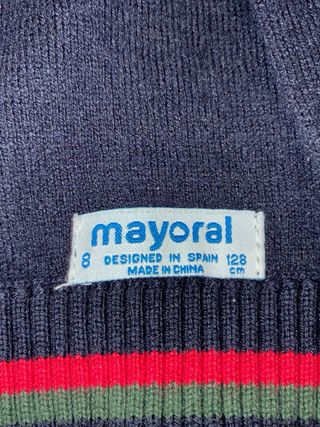 mayoral
8 DESIGNED IN SPAIN 128
MADE IN CHINA cm